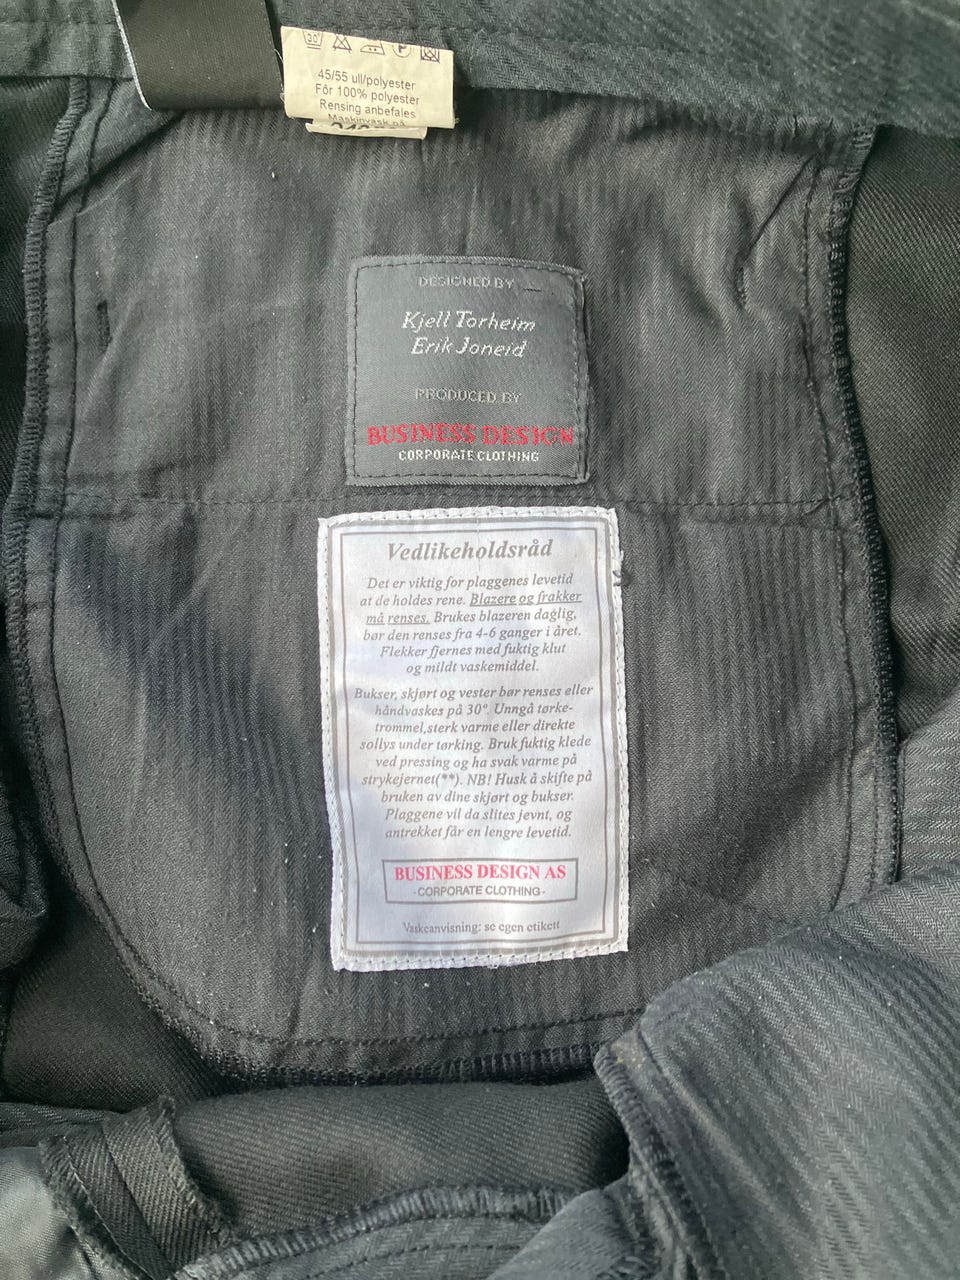 30°
P
45/55 ull/polyester
Fôr 100% polyester
Rensing anbefales
Maskinvask på
DESIGNED BY
Kjell Torheim
Erik Joneid
PRODUCED BY
BUSINESS DESIGN
CORPORATE CLOTHING
Vedlikeholdsråd
Det er viktig for plaggenes levetid
at de holdes rene. Blazere og frakker
må renses. Brukes blazeren daglig,
bør den renses fra 4-6 ganger i året.
Flekker fjernes med fuktig klut
og mildt vaskemiddel.
Bukser, skjørt og vester bør renses eller
håndvaskes på 30°. Unngå tørke-
trommel,sterk varme eller direkte
sollys under tørking. Bruk fuktig klede
ved pressing og ha svak varme på
strykejernet(**). NB! Husk å skifte på
bruken av dine skjørt og bukser.
Plaggene vil da slites jevnt, og
antrekket får en lengre levetid.
BUSINESS DESIGN AS
- CORPORATE CLOTHING -
Vaskeanvisning: se egen etikett